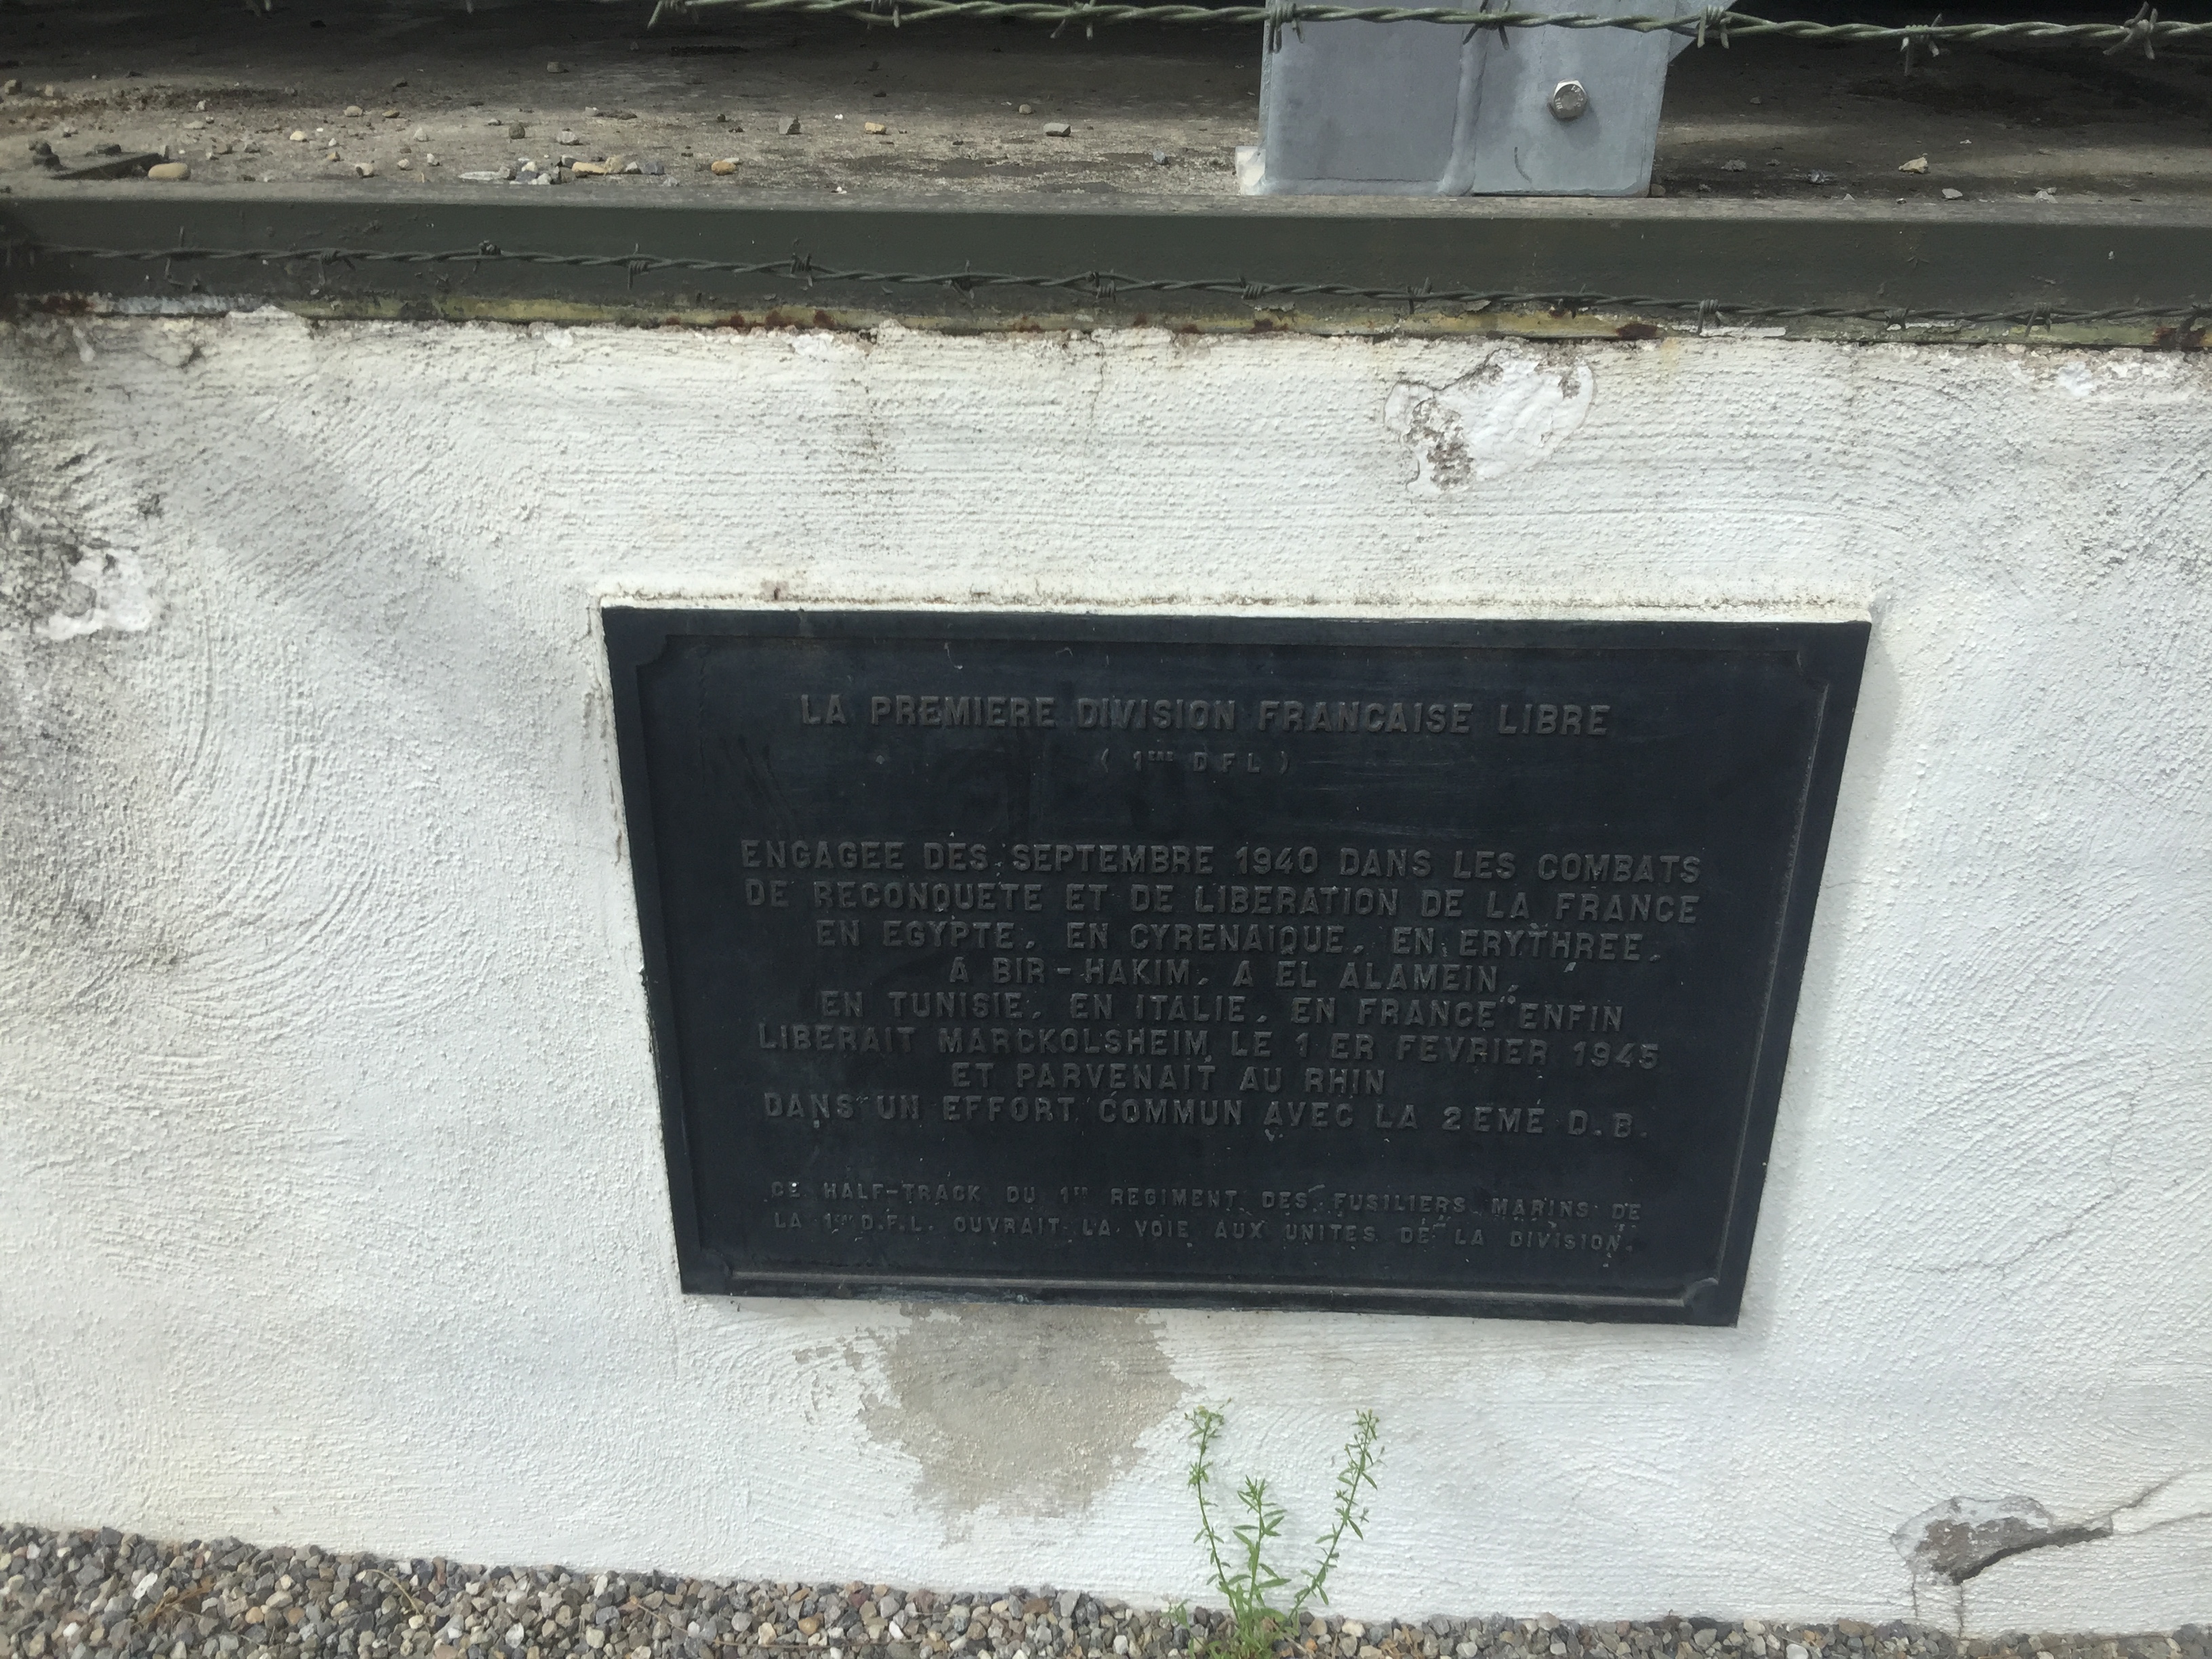 LA PREMIERE DIVISION FRANCAISE LIBRE
( 1ERE D F L )
ENGAGEE DES SEPTEMBRE 1940 DANS LES COMBATS
DE RECONQUETE ET DE LIBERATION DE LA FRANCE
EN EGYPTE, EN CYRENAIQUE, EN ERYTHREE,
A BIR-HAKIM, A EL ALAMEIN,
EN TUNISIE, EN ITALIE, EN FRANCE ENFIN
LIBERAIT MARCKOLSHEIM LE 1 ER FEVRIER 1945
ET PARVENAIT AU RHIN
DANS UN EFFORT COMMUN AVEC LA 2EME D.B.
CE HALF-TRACK DU 1ER REGIMENT DES FUSILIERS MARINS DE
LA 1ERE D.F.L. OUVRAIT LA VOIE AUX UNITES DE LA DIVISION.